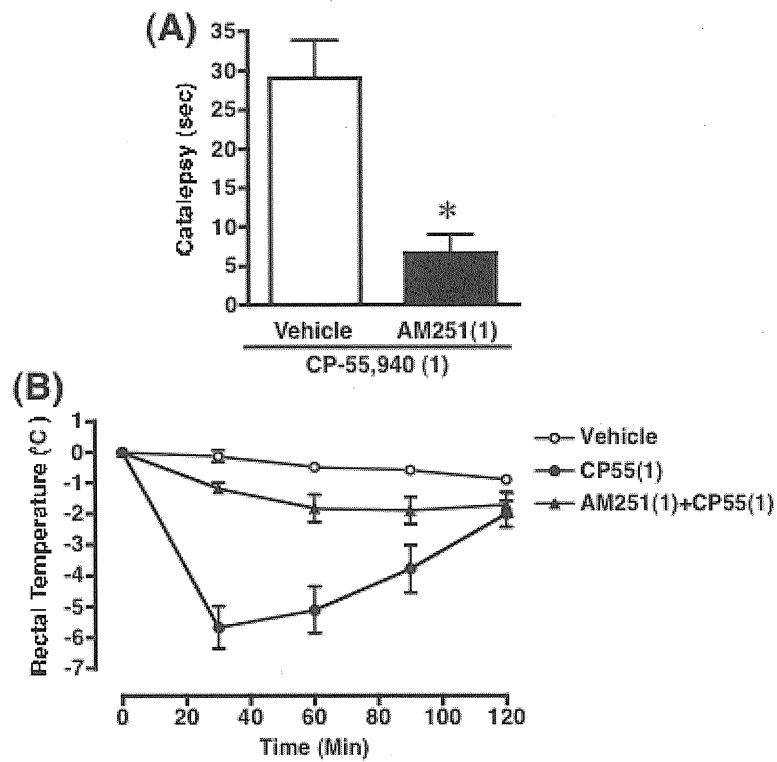 (A)
35
30
25
20
15
10
5
0
Catalepsy (sec)
*
Vehicle AM251(1)
CP-55,940 (1)
(B)
1
0
-1
-2
-3
-4
-5
-6
-7
Rectal Temperature (°C )
Vehicle
CP55(1)
AM251(1)+CP55(1)
0 20 40 60 80 100 120
Time (Min)